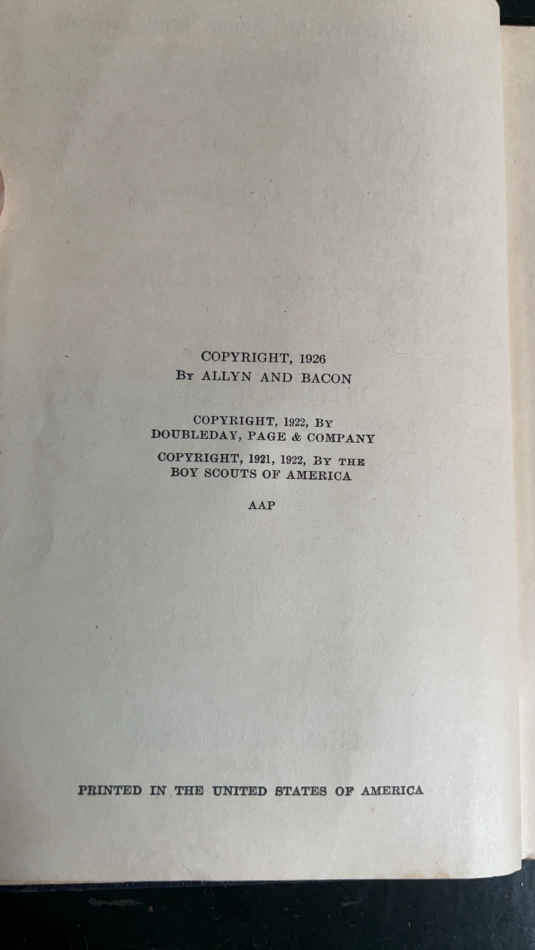 COPYRIGHT, 1926
By ALLYN AND BACON
COPYRIGHT, 1922, By
DOUBLEDAY, PAGE & COMPANY
COPYRIGHT, 1921, 1922, By THE
BOY SCOUTS OF AMERICA
AAP
PRINTED IN THE UNITED STATES OF AMERICA